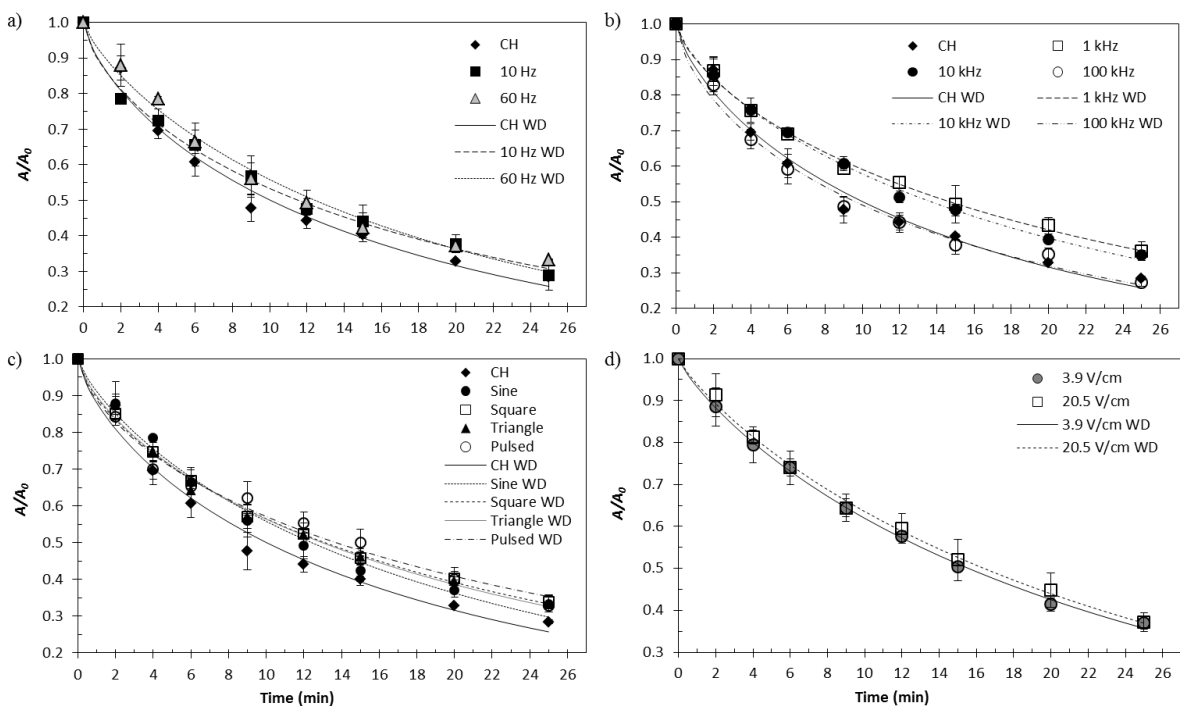 a)
1.0
0.9
0.8
0.7
0.6
0.5
0.4
0.3
0.2
A/A0
0 2 4 6 8 10 12 14 16 18 20 22 24 26
CH
10 Hz
60 Hz
CH WD
10 Hz WD
60 Hz WD
b)
1.0
0.9
0.8
0.7
0.6
0.5
0.4
0.3
0.2
A/A0
0 2 4 6 8 10 12 14 16 18 20 22 24 26
CH 1 kHz
10 kHz 100 kHz
CH WD 1 kHz WD
10 kHz WD 100 kHz WD
c)
1.0
0.9
0.8
0.7
0.6
0.5
0.4
0.3
0.2
A/A0
0 2 4 6 8 10 12 14 16 18 20 22 24 26
Time (min)
CH
Sine
Square
Triangle
Pulsed
CH WD
Sine WD
Square WD
Triangle WD
Pulsed WD
d)
1.0
0.9
0.8
0.7
0.6
0.5
0.4
0.3
A/A0
0 2 4 6 8 10 12 14 16 18 20 22 24 26
Time (min)
3.9 V/cm
20.5 V/cm
3.9 V/cm WD
20.5 V/cm WD